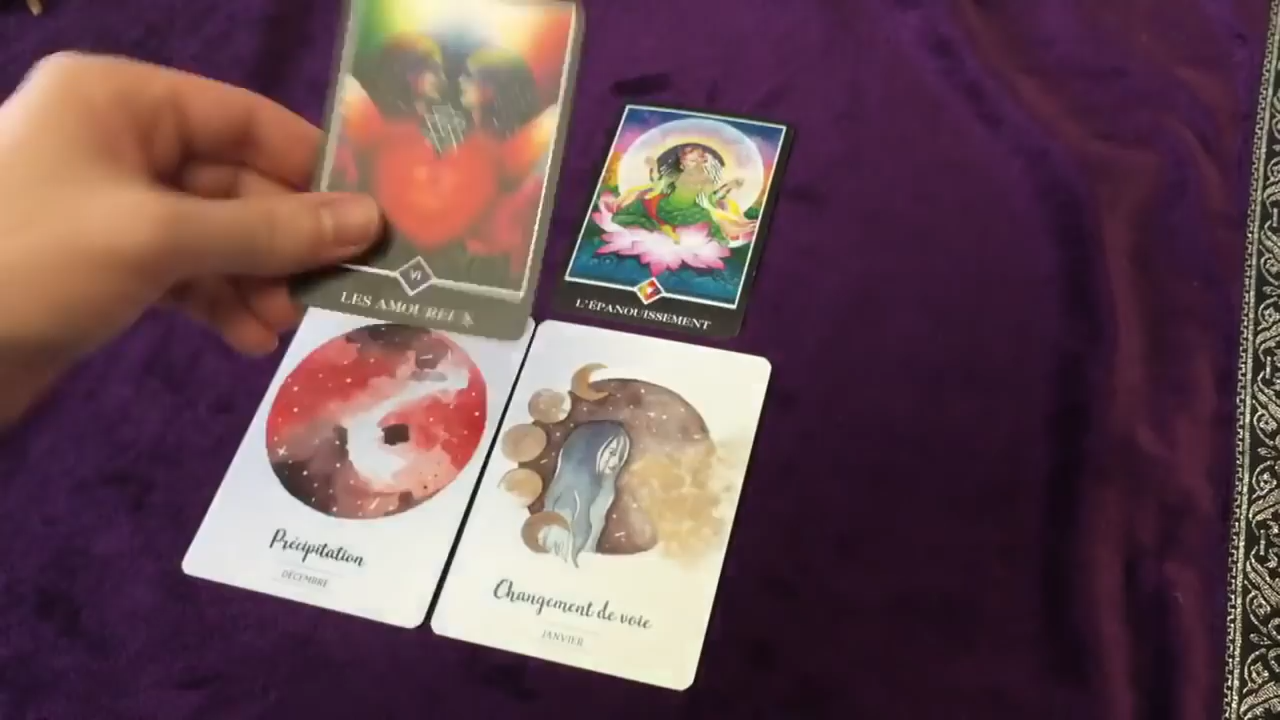 VI
LES AMOUREUX
L'ÉPANOUISSEMENT
Précipitation
DÉCEMBRE
Changement de voie
JANVIER